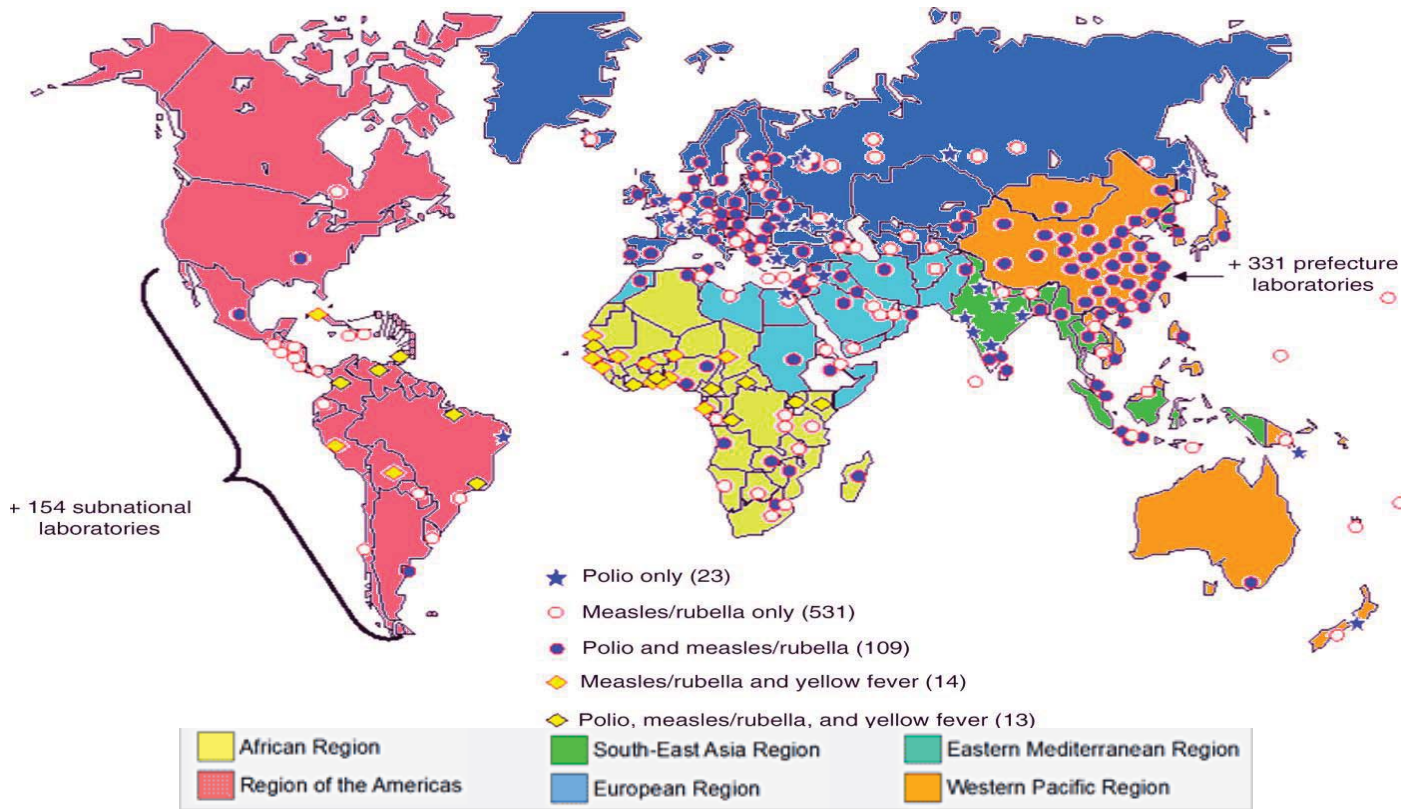 + 331 prefecture
laboratories
+ 154 subnational
laboratories
Polio only (23)
Measles/rubella only (531)
Polio and measles/rubella (109)
Measles/rubella and yellow fever (14)
Polio, measles/rubella, and yellow fever (13)
African Region
South-East Asia Region
Eastern Mediterranean Region
Region of the Americas
European Region
Western Pacific Region